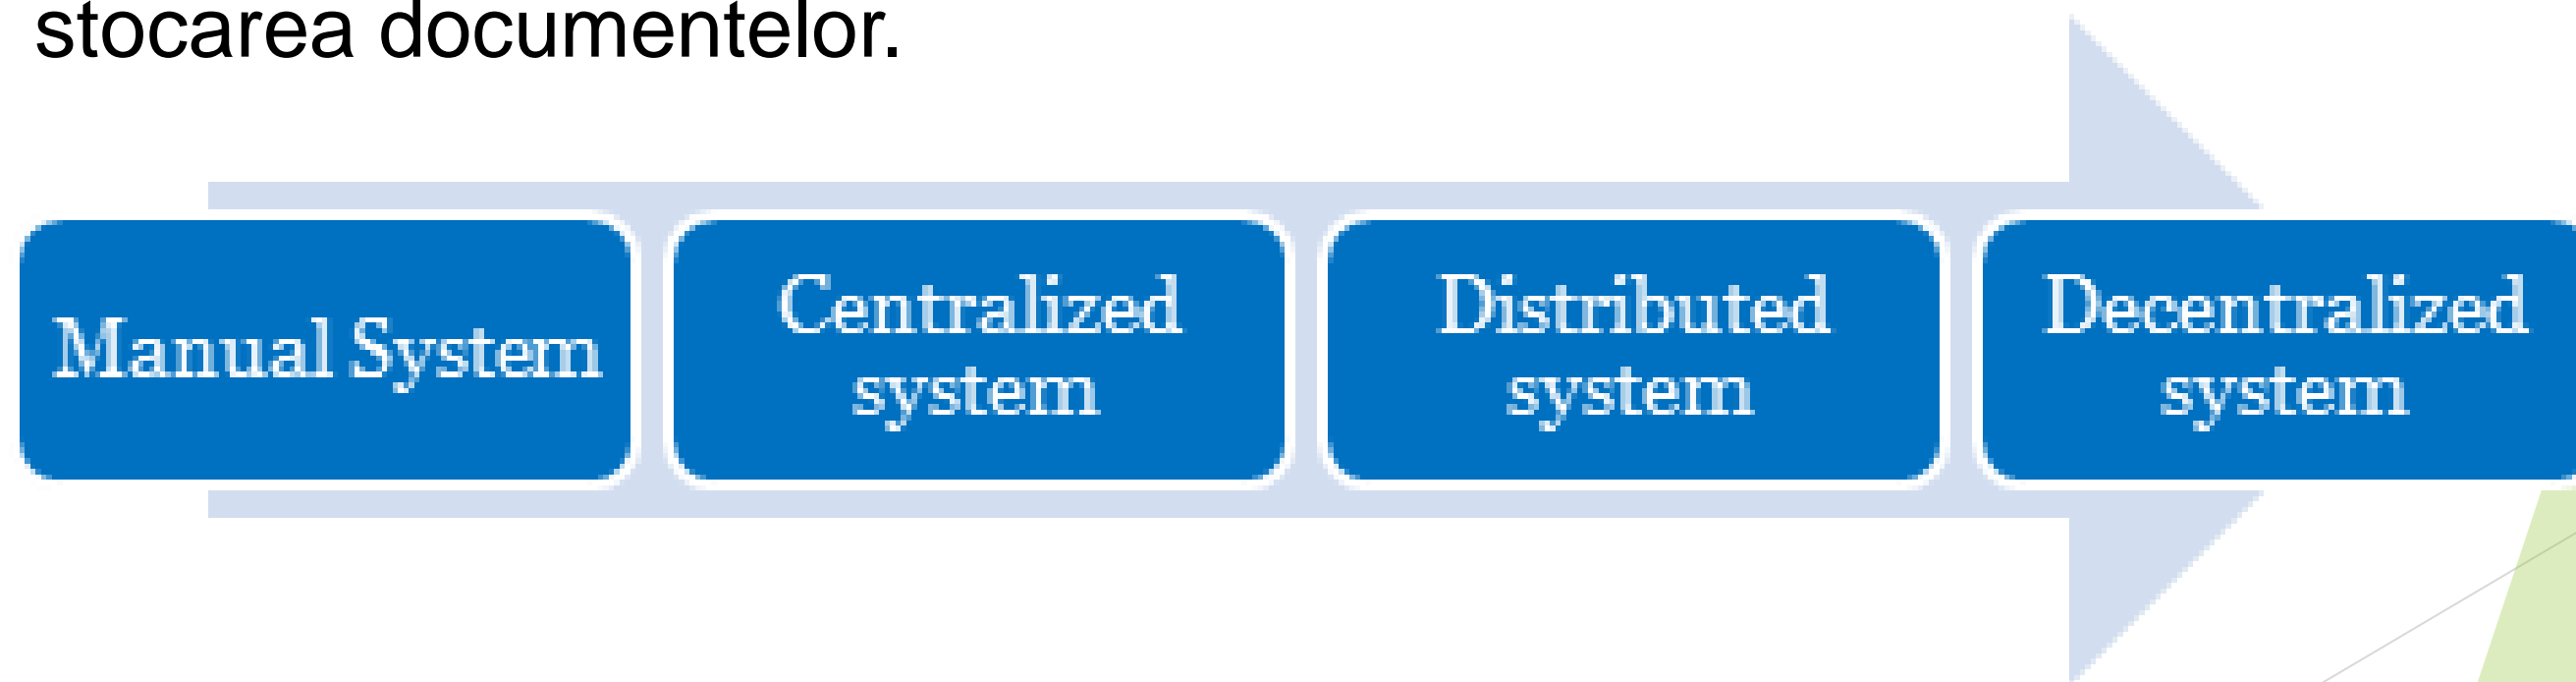 stocarea documentelor.
Manual System
Centralized
system
Distributed
system
Decentralized
system